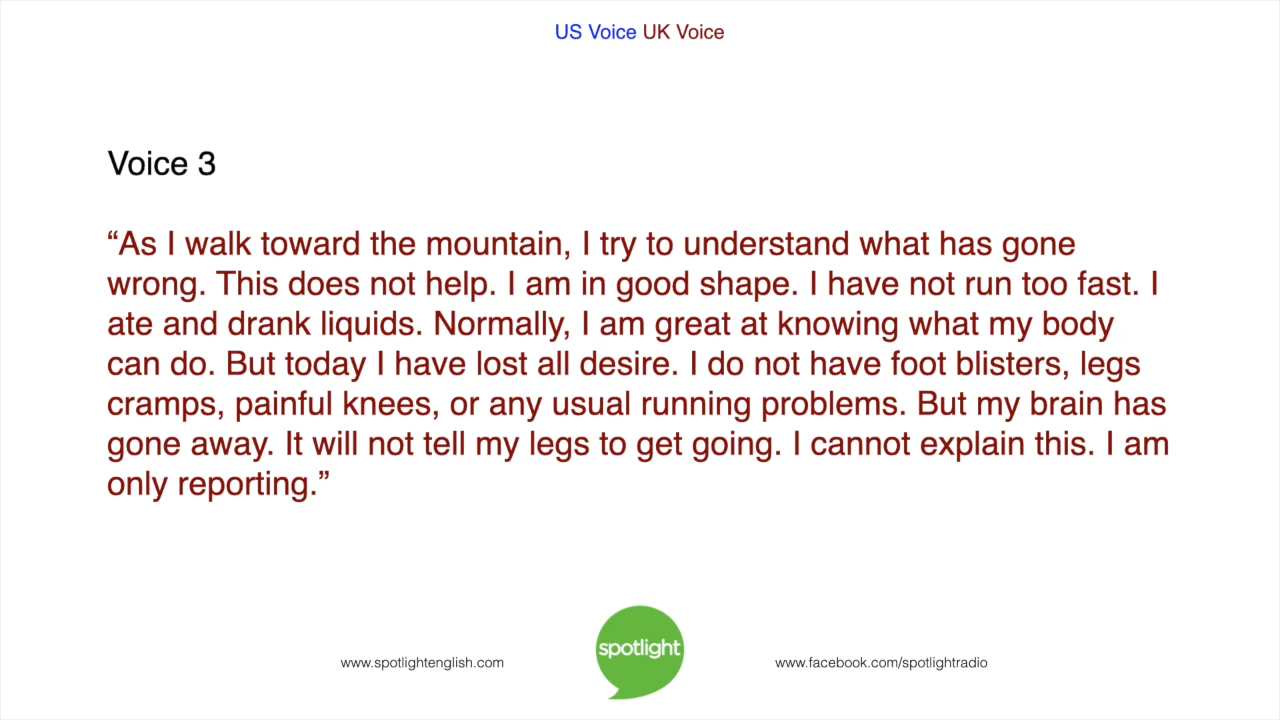 US Voice UK Voice
Voice 3
“As I walk toward the mountain, I try to understand what has gone
wrong. This does not help. I am in good shape. I have not run too fast. I
ate and drank liquids. Normally, I am great at knowing what my body
can do. But today I have lost all desire. I do not have foot blisters, legs
cramps, painful knees, or any usual running problems. But my brain has
gone away. It will not tell my legs to get going. I cannot explain this. I am
only reporting.”
spotlight
www.spotlightenglish.com
www.facebook.com/spotlightradio